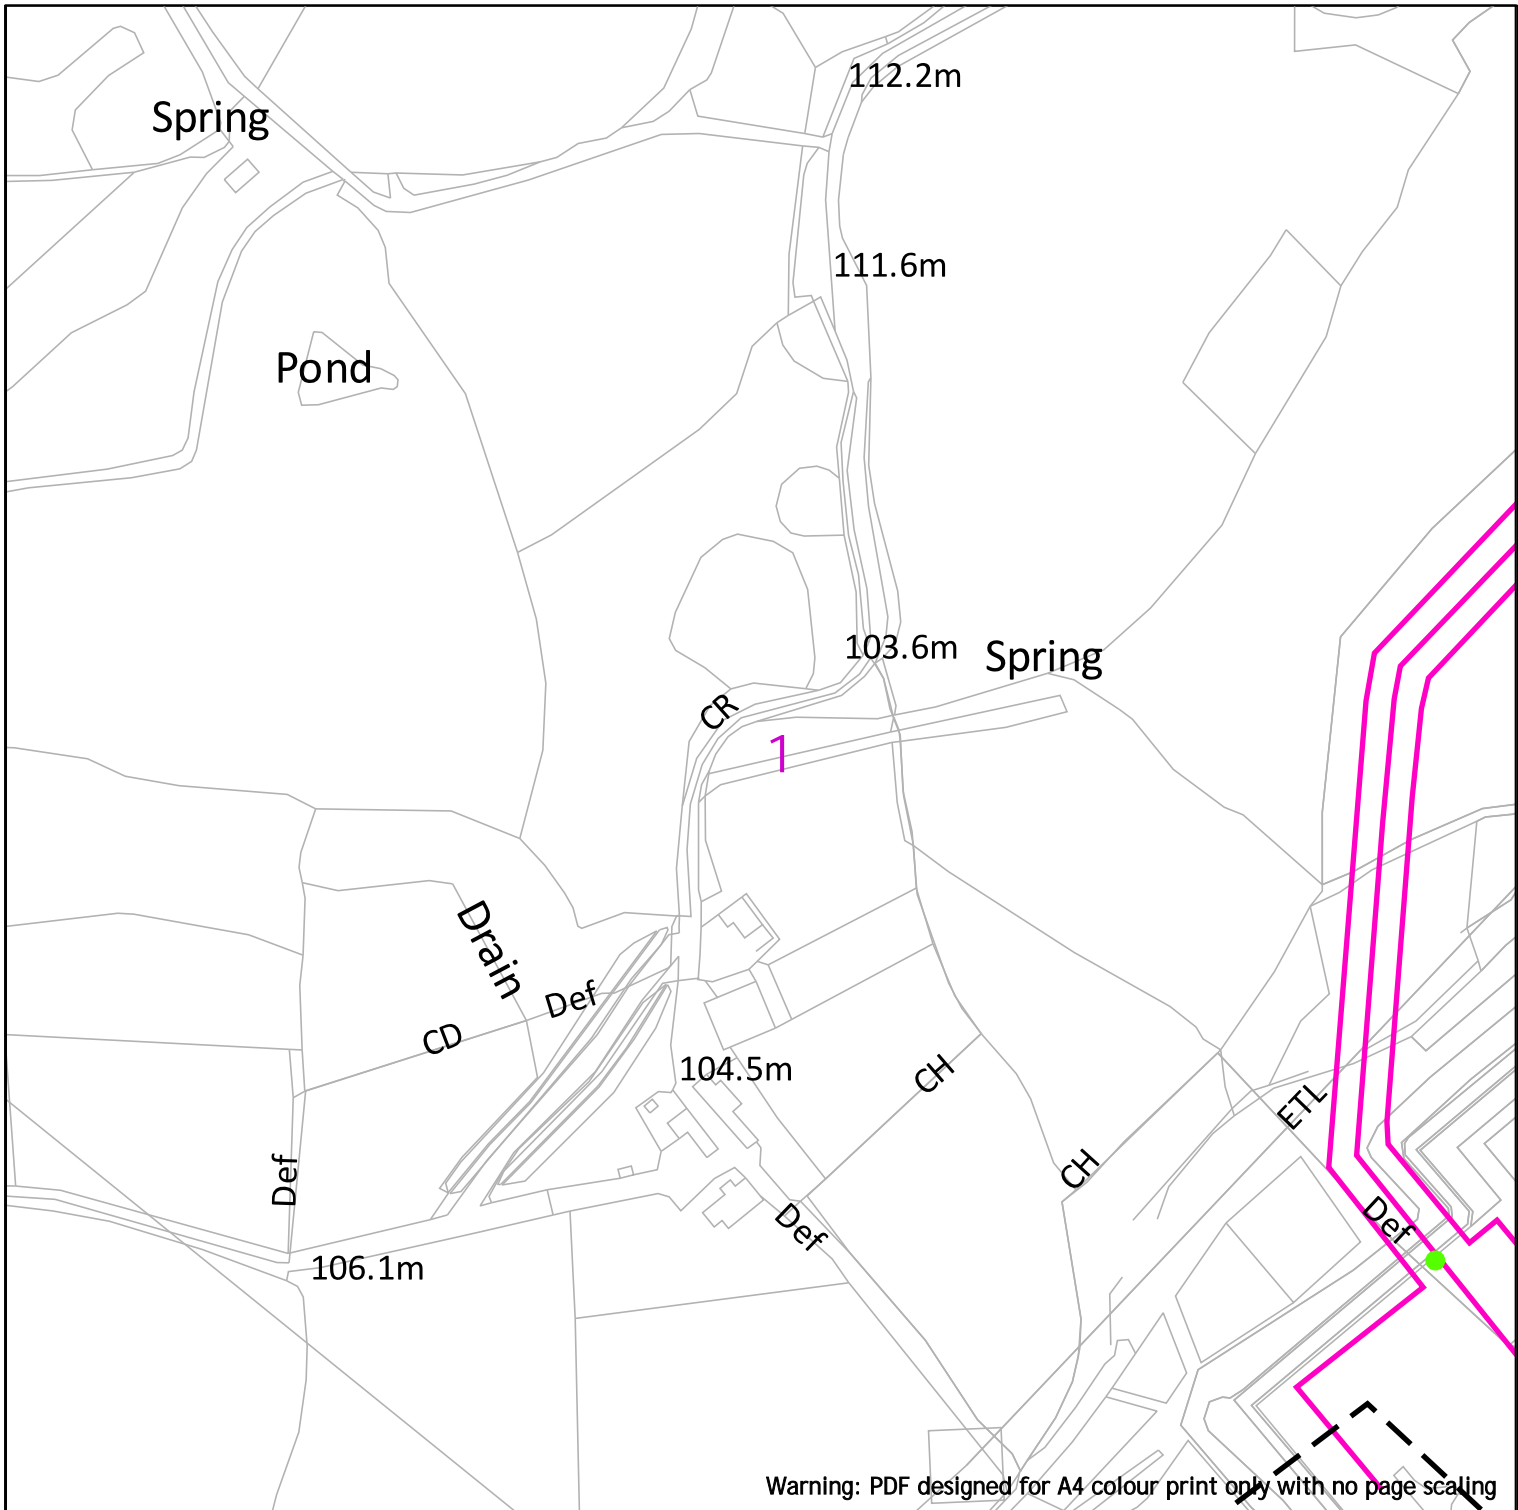 112.2m
Spring
111.6m
Pond
103.6m
Spring
CR
1
Drain
Def
CD
104.5m
CH
ETL
CH
Def
Def
Def
106.1m
Warning: PDF designed for A4 colour print only with no page scaling